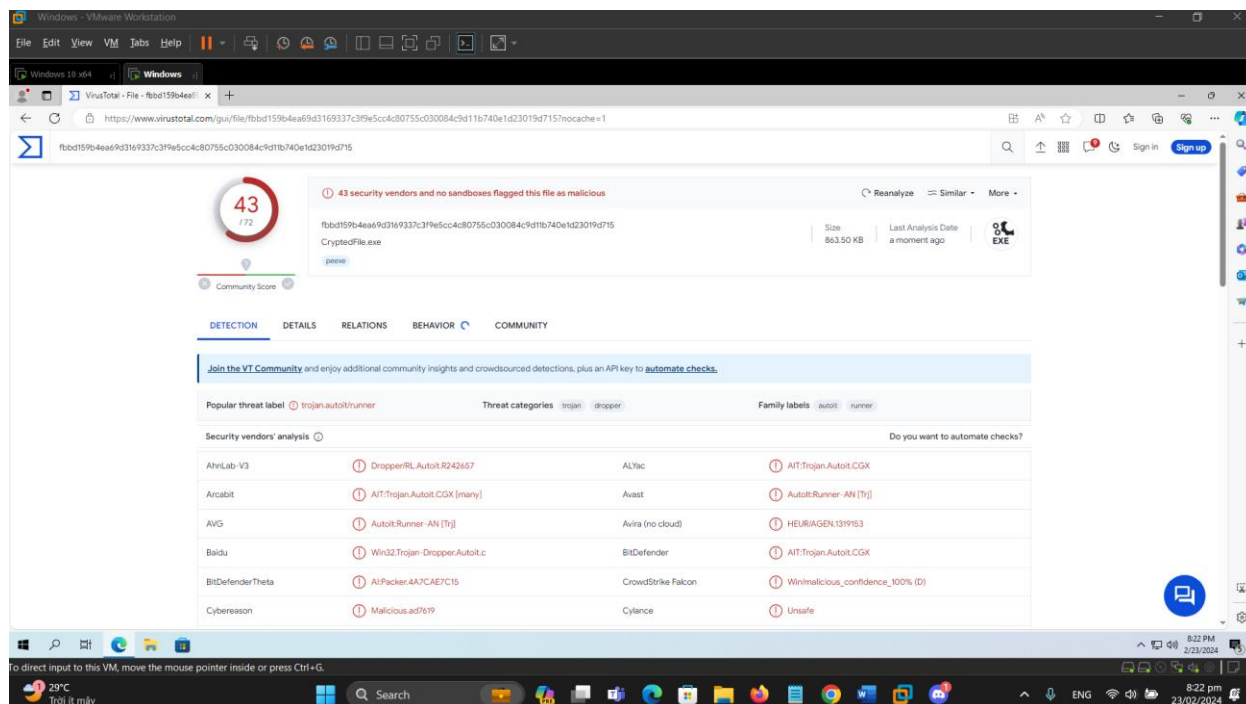 Windows - VMware Workstation
File Edit View VM Tabs Help
Windows 10 x64 Windows
VirusTotal - File - fbbd159b4ea6
https://www.virustotal.com/gui/file/fbbd159b4ea69d3169337c3f9e5cc4c80755c030084c9d11b740e1d23019d715?nocache=1
fbbd159b4ea69d3169337c3f9e5cc4c80755c030084c9d11b740e1d23019d715 Sign in Sign up
43 43 security vendors and no sandboxes flagged this file as malicious Reanalyze Similar More
/ 72
fbbd159b4ea69d3169337c3f9e5cc4c80755c030084c9d11b740e1d23019d715 Size Last Analysis Date
CryptedFile.exe 863.50 KB a moment ago EXE
peexe
Community Score
DETECTION DETAILS RELATIONS BEHAVIOR COMMUNITY
Join the VT Community and enjoy additional community insights and crowdsourced detections, plus an API key to automate checks.
Popular threat label trojan.autoit/runner Threat categories trojan dropper Family labels autoit runner
Security vendors' analysis Do you want to automate checks?
AhnLab-V3 Dropper/RL.Autoit.R242657 ALYac AIT:Trojan.Autoit.CGX
Arcabit AIT:Trojan.Autoit.CGX [many] Avast AutoIt:Runner-AN [Trj]
AVG AutoIt:Runner-AN [Trj] Avira (no cloud) HEUR/AGEN.1319153
Baidu Win32.Trojan-Dropper.Autoit.c BitDefender AIT:Trojan.Autoit.CGX
BitDefenderTheta AI:Packer.4A7CAE7C15 CrowdStrike Falcon Win/malicious_confidence_100% (D)
Cybereason Malicious.ad7619 Cylance Unsafe
8:22 PM
2/23/2024
To direct input to this VM, move the mouse pointer inside or press Ctrl+G.
29°C Search ENG 8:22 pm
Trời ít mây 23/02/2024